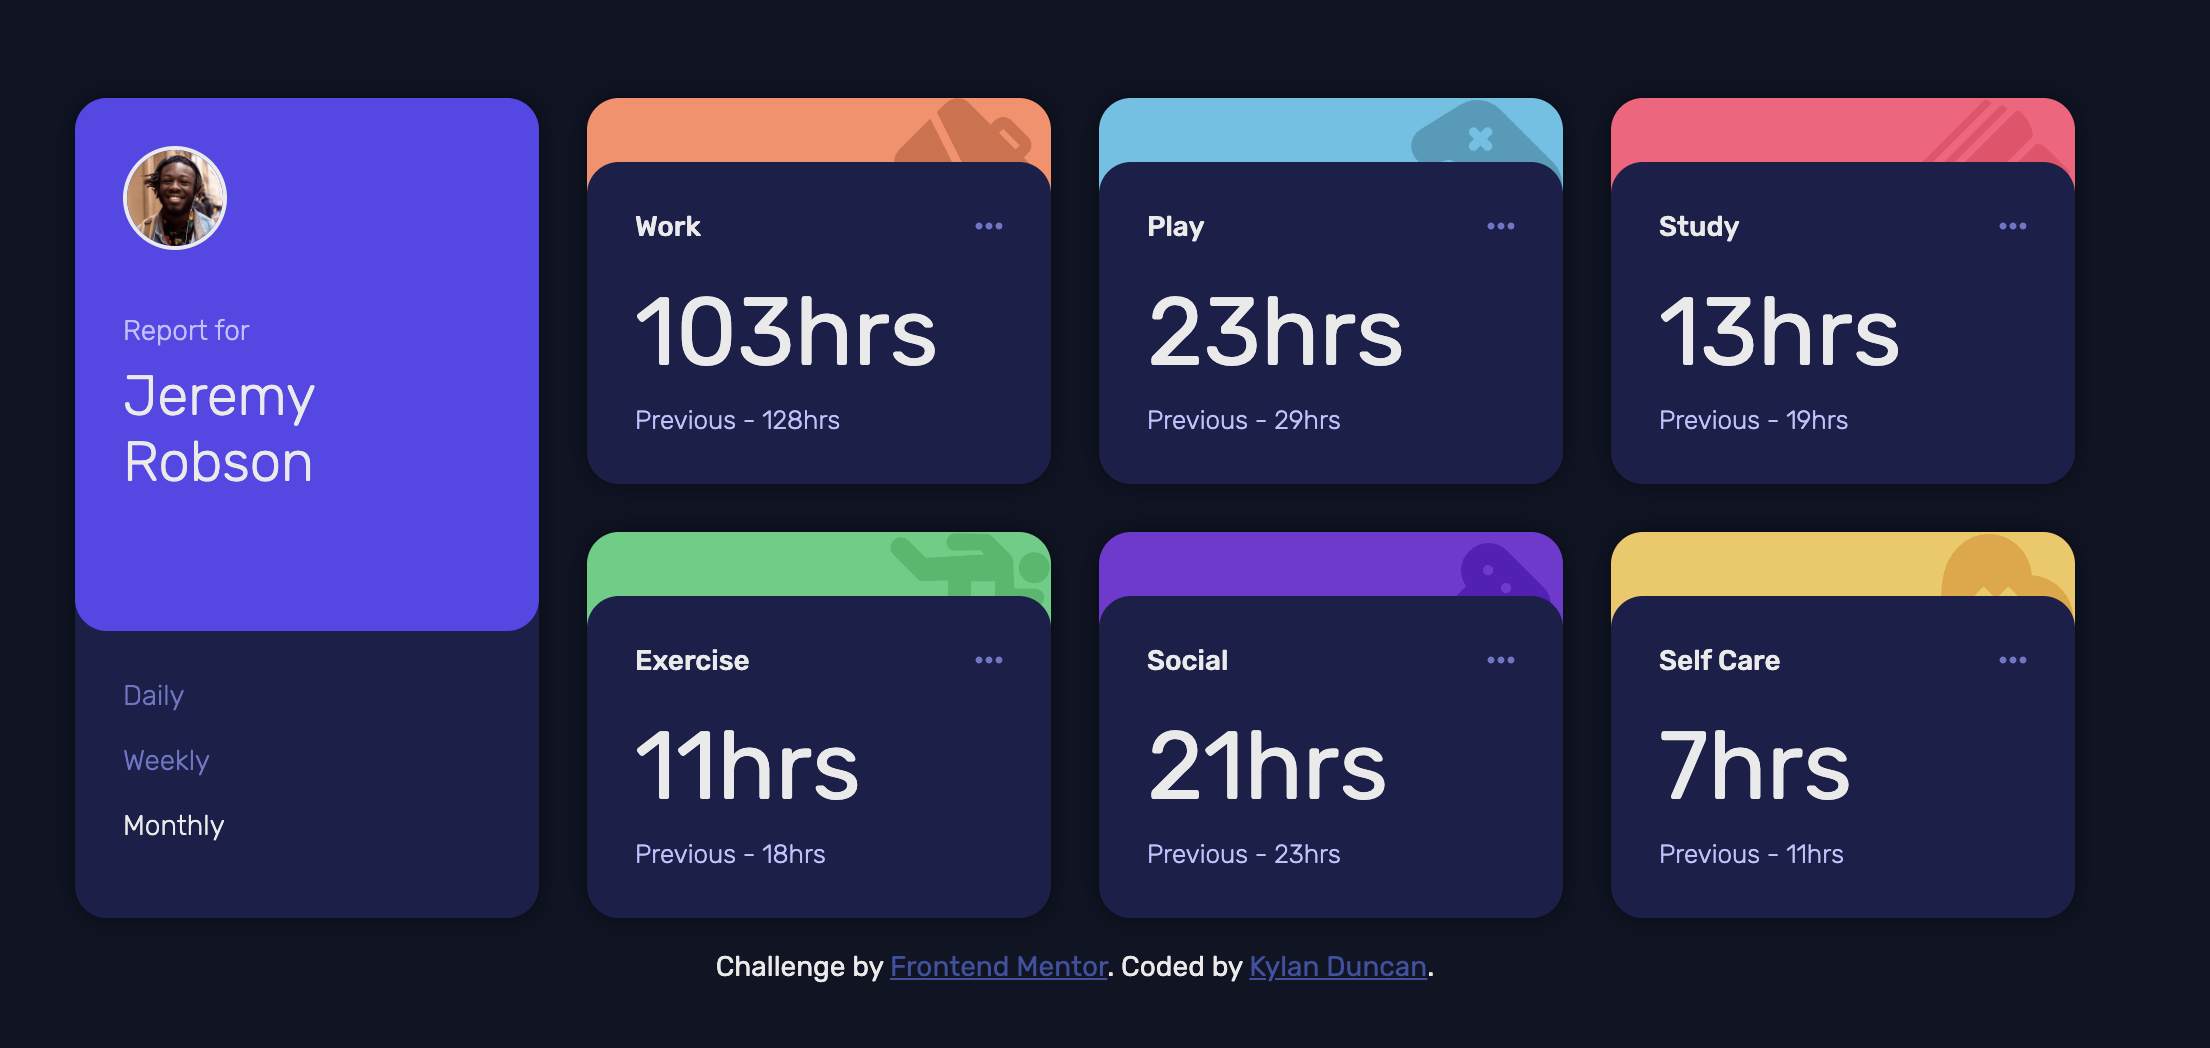 Report for
Jeremy
Robson
Daily
Weekly
Monthly
Work
103hrs
Previous - 128hrs
Play
23hrs
Previous - 29hrs
Study
13hrs
Previous - 19hrs
Exercise
11hrs
Previous - 18hrs
Social
21hrs
Previous - 23hrs
Self Care
7hrs
Previous - 11hrs
Challenge by Frontend Mentor. Coded by Kylan Duncan.